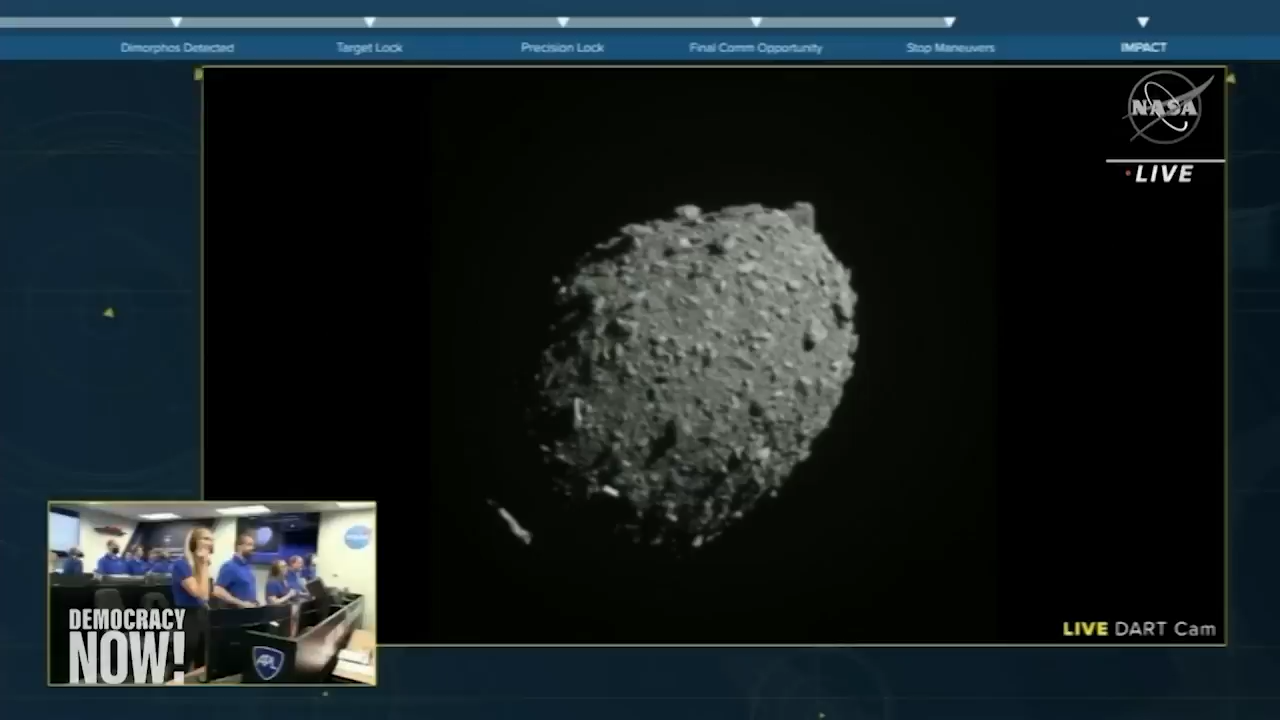 Dimorphos Detected
Target Lock
Precision Lock
Final Comm Opportunity
Stop Maneuvers
IMPACT
NASA
LIVE
LIVE DART Cam
APL
DEMOCRACY
NOW!